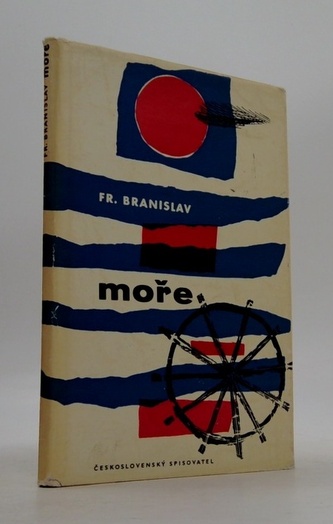 FR. BRANISLAV moře
FR. BRANISLAV
moře
ČESKOSLOVENSKÝ SPISOVATEL